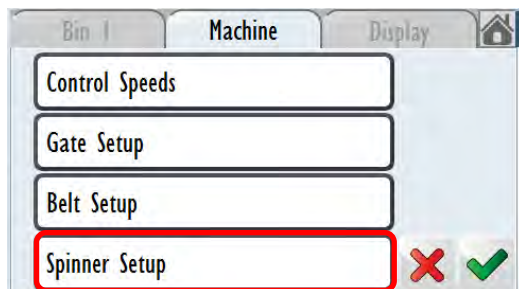 Bin 1 Machine Display
Control Speeds
Gate Setup
Belt Setup
Spinner Setup